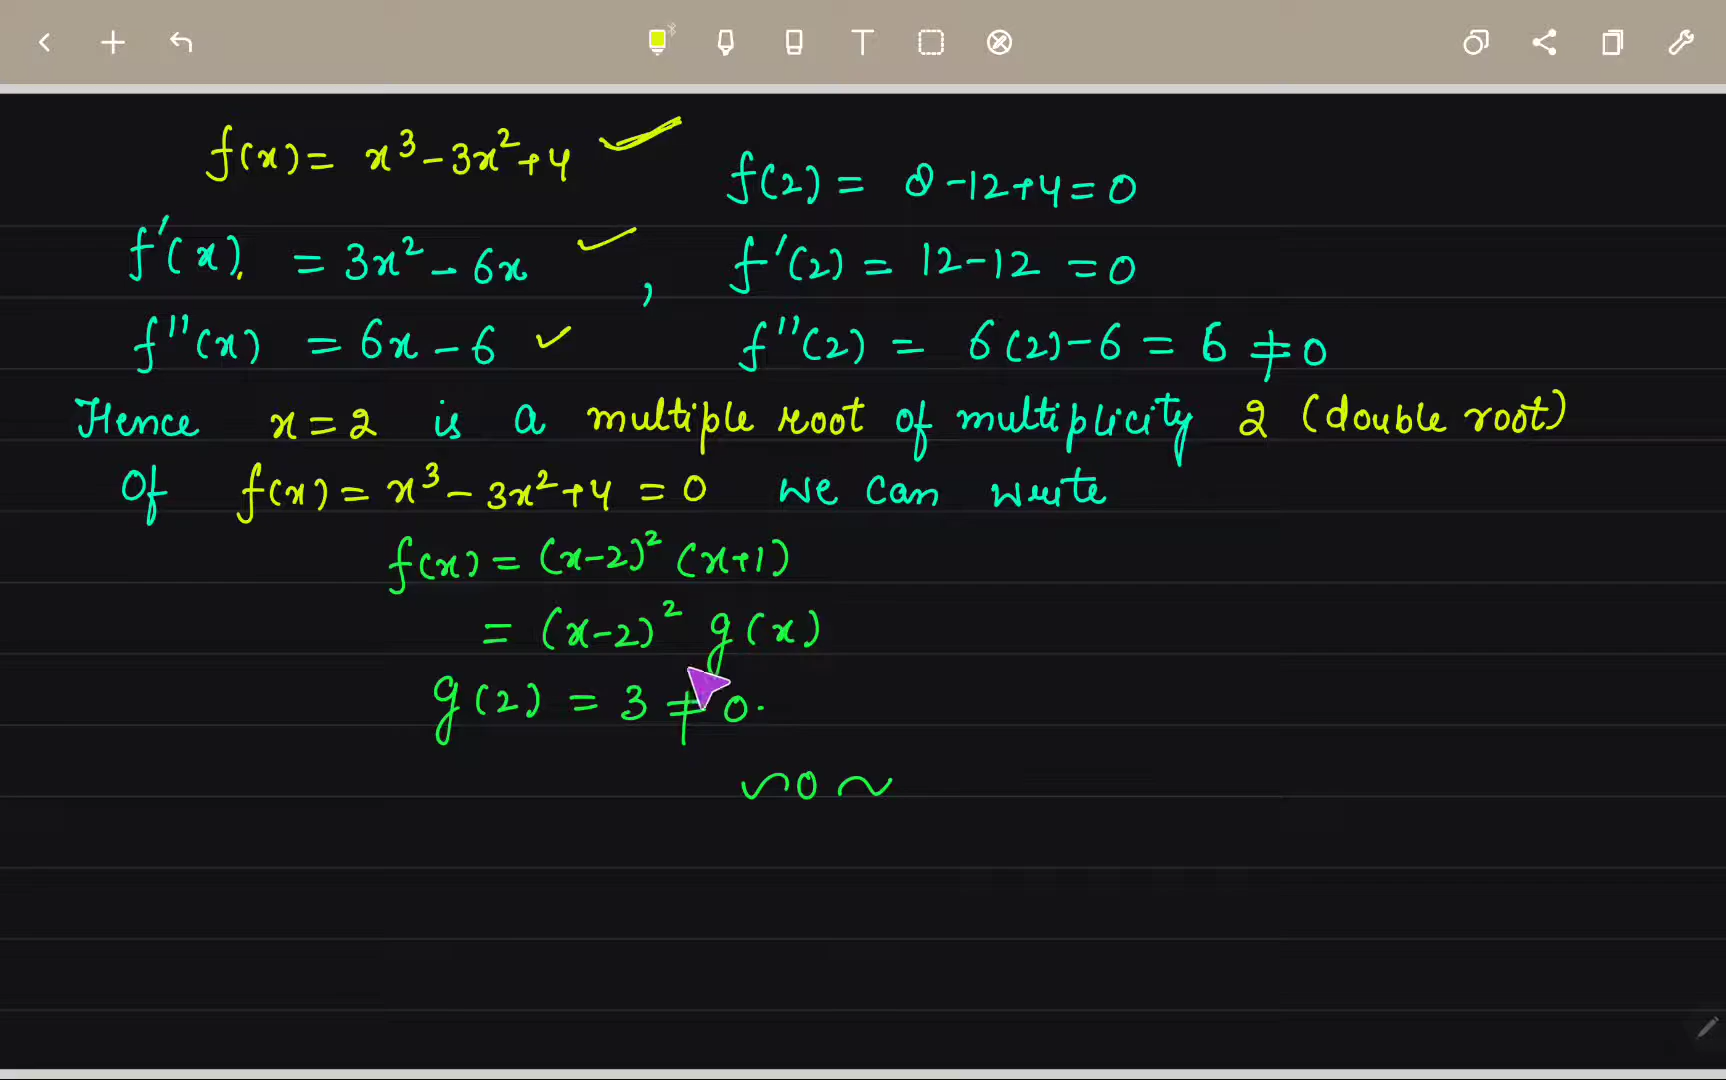 f(x) = x³ - 3x² + 4
f(2) = 8 - 12 + 4 = 0
f'(x) = 3x² - 6x , f'(2) = 12 - 12 = 0
f''(x) = 6x - 6 f''(2) = 6(2) - 6 = 6 ≠ 0
Hence x = 2 is a multiple root of multiplicity 2 (double root)
Of f(x) = x³ - 3x² + 4 = 0 we can write
f(x) = (x-2)² (x+1)
= (x-2)² g(x)
g(2) = 3 ≠ 0.